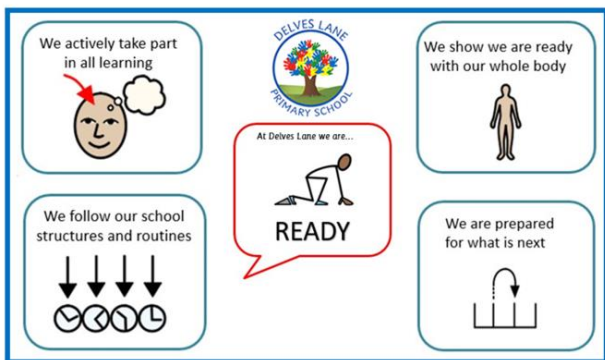 We actively take part
in all learning
DELVES LANE
PRIMARY SCHOOL
We show we are ready
with our whole body
At Delves Lane we are...
READY
We follow our school
structures and routines
We are prepared
for what is next